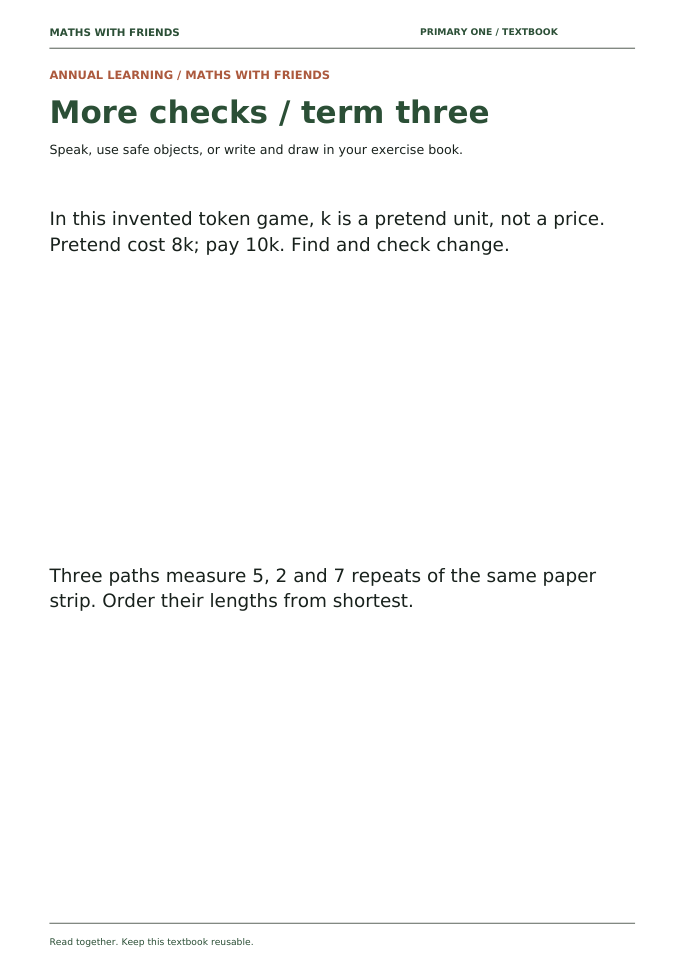 MATHS WITH FRIENDS
PRIMARY ONE / TEXTBOOK
ANNUAL LEARNING / MATHS WITH FRIENDS
More checks / term three
Speak, use safe objects, or write and draw in your exercise book.
In this invented token game, k is a pretend unit, not a price.
Pretend cost 8k; pay 10k. Find and check change.
Three paths measure 5, 2 and 7 repeats of the same paper
strip. Order their lengths from shortest.
Read together. Keep this textbook reusable.